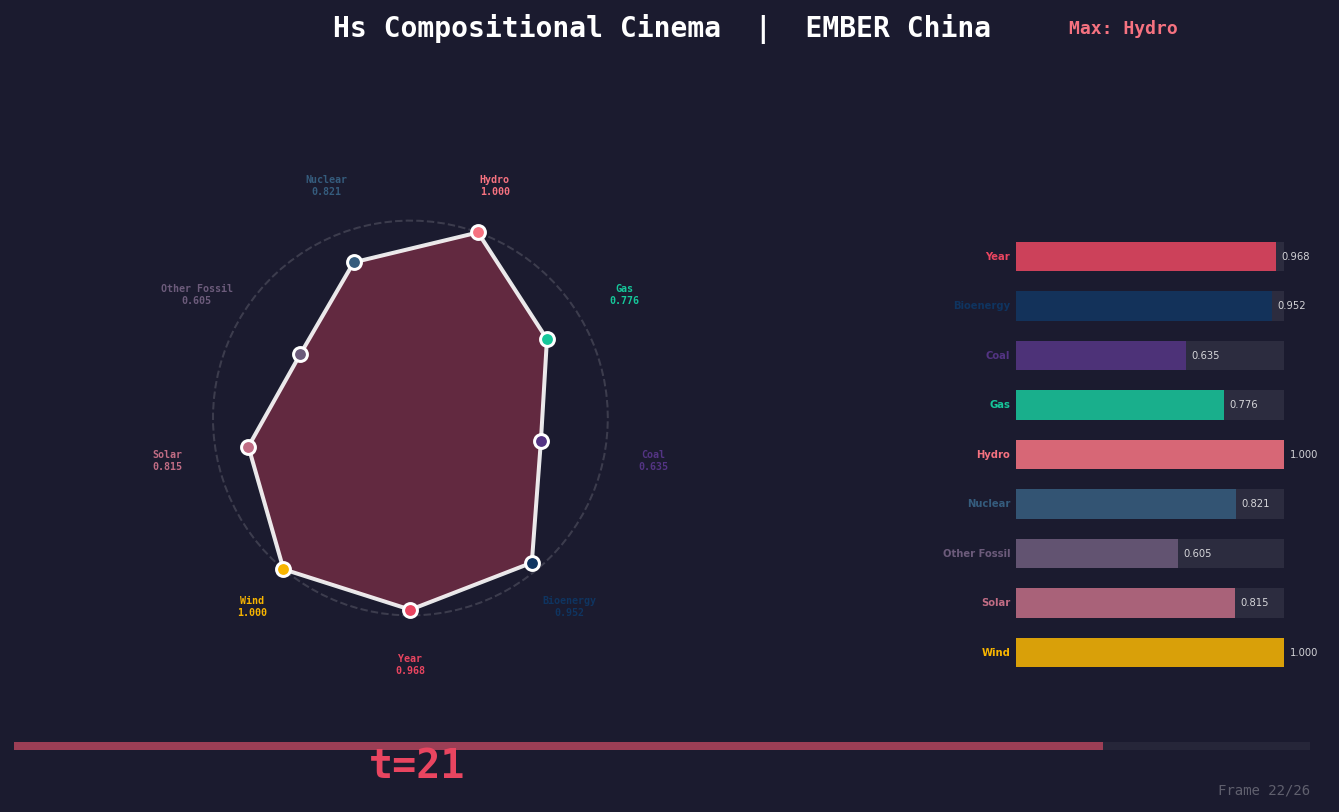 Hs Compositional Cinema | EMBER China
Max: Hydro
Nuclear
0.821
Hydro
1.000
Other Fossil
0.605
Gas
0.776
Solar
0.815
Coal
0.635
Wind
1.000
Bioenergy
0.952
Year
0.968
Year 0.968
Bioenergy 0.952
Coal 0.635
Gas 0.776
Hydro 1.000
Nuclear 0.821
Other Fossil 0.605
Solar 0.815
Wind 1.000
t=21
Frame 22/26